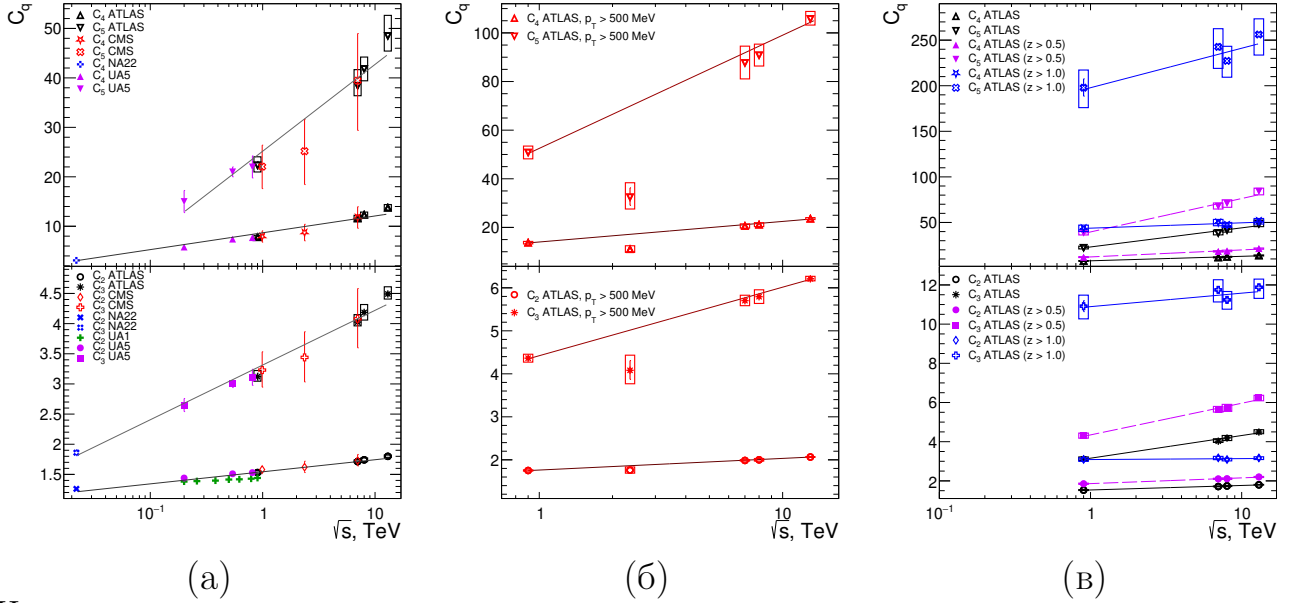 C_q
50
40
30
20
10
C_4 ATLAS
C_5 ATLAS
C_4 CMS
C_5 CMS
C_4 NA22
C_4 UA5
C_5 UA5
4.5
4
3.5
3
2.5
2
1.5
C_2 ATLAS
C_3 ATLAS
C_2 CMS
C_3 CMS
C_2 NA22
C_3 NA22
C_2 UA1
C_2 UA5
C_3 UA5
10⁻¹ 1 10
√s, TeV
(а)
C_q
100
80
60
40
20
C_4 ATLAS, p_T > 500 MeV
C_5 ATLAS, p_T > 500 MeV
6
5
4
3
2
C_2 ATLAS, p_T > 500 MeV
C_3 ATLAS, p_T > 500 MeV
1 10
√s, TeV
(б)
C_q
250
200
150
100
50
C_4 ATLAS
C_5 ATLAS
C_4 ATLAS (z > 0.5)
C_5 ATLAS (z > 0.5)
C_4 ATLAS (z > 1.0)
C_5 ATLAS (z > 1.0)
12
10
8
6
4
2
C_2 ATLAS
C_3 ATLAS
C_2 ATLAS (z > 0.5)
C_3 ATLAS (z > 0.5)
C_2 ATLAS (z > 1.0)
C_3 ATLAS (z > 1.0)
10⁻¹ 1 10
√s, TeV
(в)